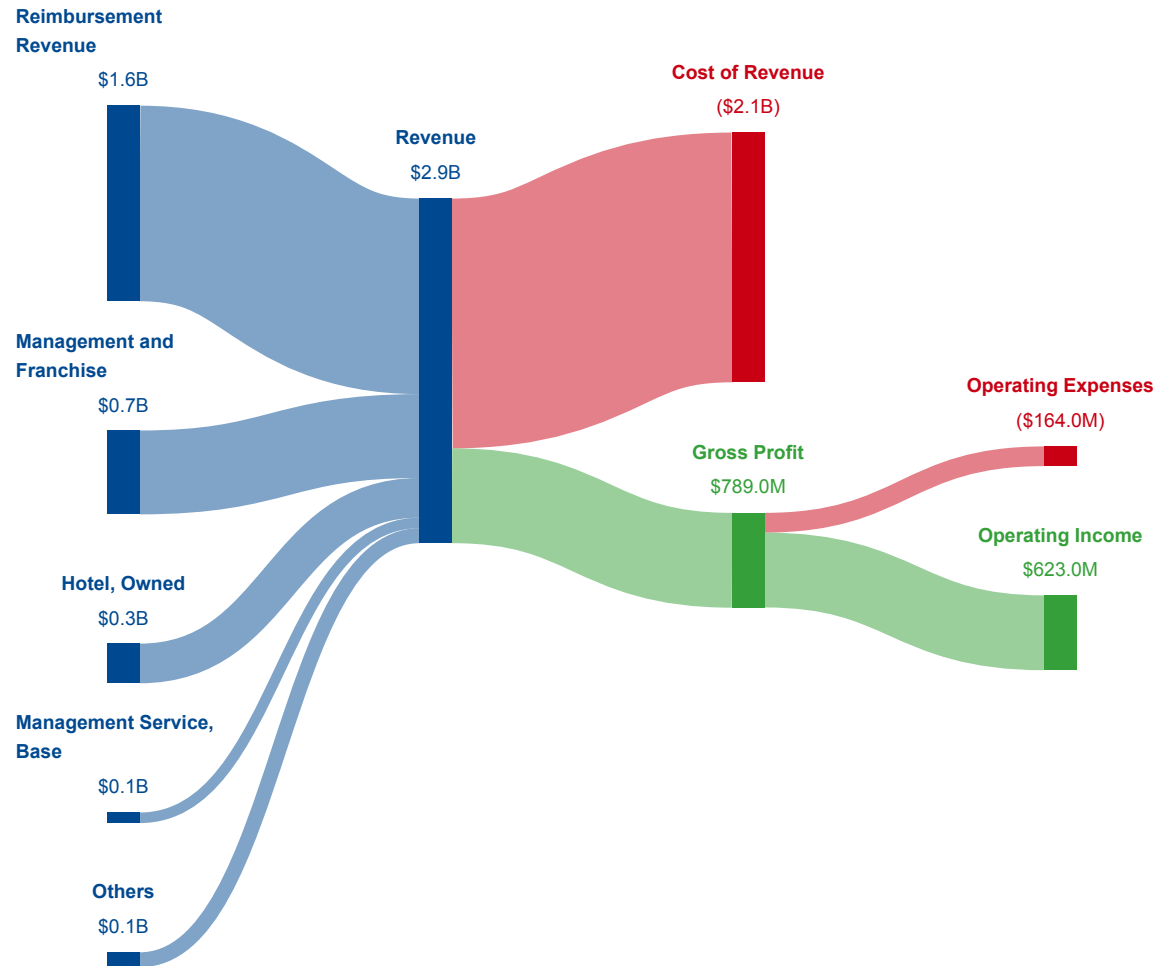 Reimbursement
Revenue
$1.6B
Management and
Franchise
$0.7B
Hotel, Owned
$0.3B
Management Service,
Base
$0.1B
Others
$0.1B
Revenue
$2.9B
Cost of Revenue
($2.1B)
Gross Profit
$789.0M
Operating Expenses
($164.0M)
Operating Income
$623.0M